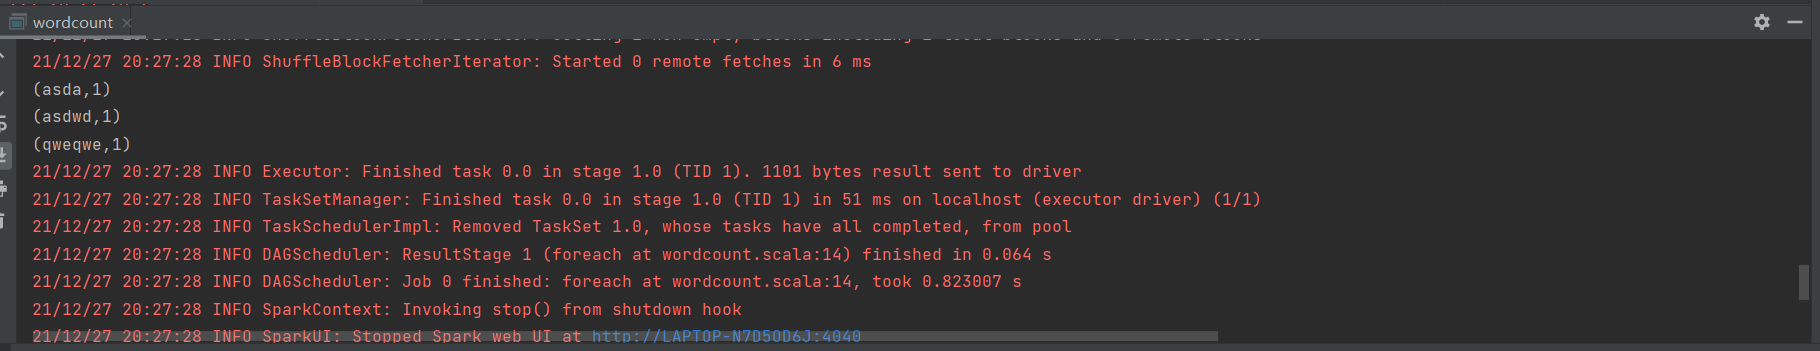 wordcount
21/12/27 20:27:28 INFO ShuffleBlockFetcherIterator: Started 0 remote fetches in 6 ms
(asda,1)
(asdwd,1)
(qweqwe,1)
21/12/27 20:27:28 INFO Executor: Finished task 0.0 in stage 1.0 (TID 1). 1101 bytes result sent to driver
21/12/27 20:27:28 INFO TaskSetManager: Finished task 0.0 in stage 1.0 (TID 1) in 51 ms on localhost (executor driver) (1/1)
21/12/27 20:27:28 INFO TaskSchedulerImpl: Removed TaskSet 1.0, whose tasks have all completed, from pool
21/12/27 20:27:28 INFO DAGScheduler: ResultStage 1 (foreach at wordcount.scala:14) finished in 0.064 s
21/12/27 20:27:28 INFO DAGScheduler: Job 0 finished: foreach at wordcount.scala:14, took 0.823007 s
21/12/27 20:27:28 INFO SparkContext: Invoking stop() from shutdown hook
21/12/27 20:27:28 INFO SparkUI: Stopped Spark web UI at http://LAPTOP-N7D5OD6J:4040